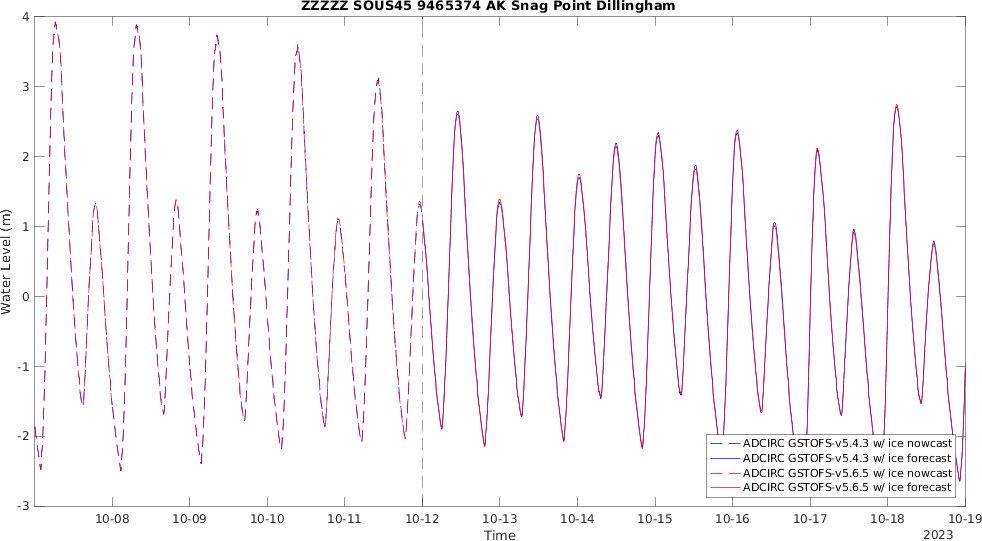 ZZZZZ SOUS45 9465374 AK Snag Point Dillingham
4
3
2
1
0
-1
-2
-3
Water Level (m)
ADCIRC GSTOFS-v5.4.3 w/ ice nowcast
ADCIRC GSTOFS-v5.4.3 w/ ice forecast
ADCIRC GSTOFS-v5.6.5 w/ ice nowcast
ADCIRC GSTOFS-v5.6.5 w/ ice forecast
10-08 10-09 10-10 10-11 10-12 10-13 10-14 10-15 10-16 10-17 10-18 10-19
Time
2023